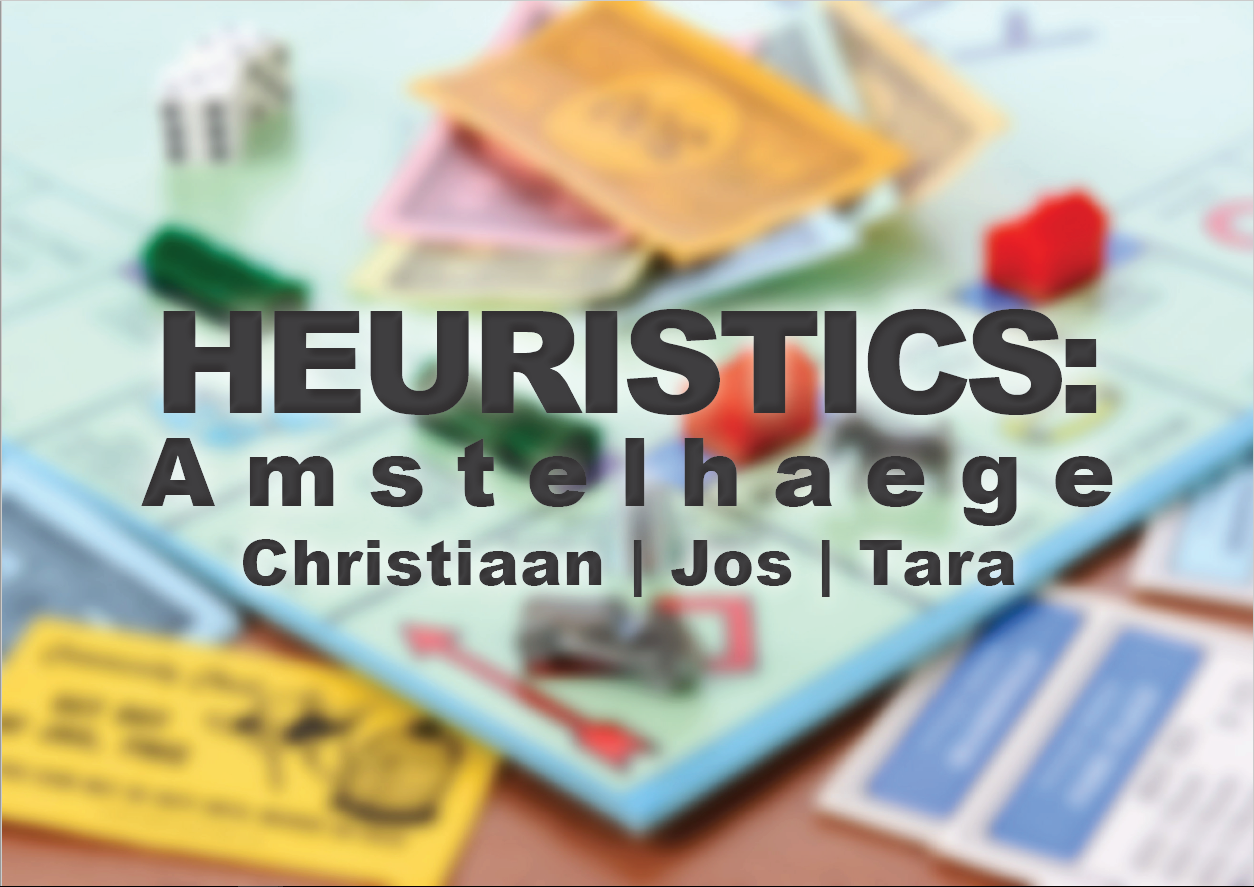 HEURISTICS:
Amstelhaege
Christiaan | Jos | Tara